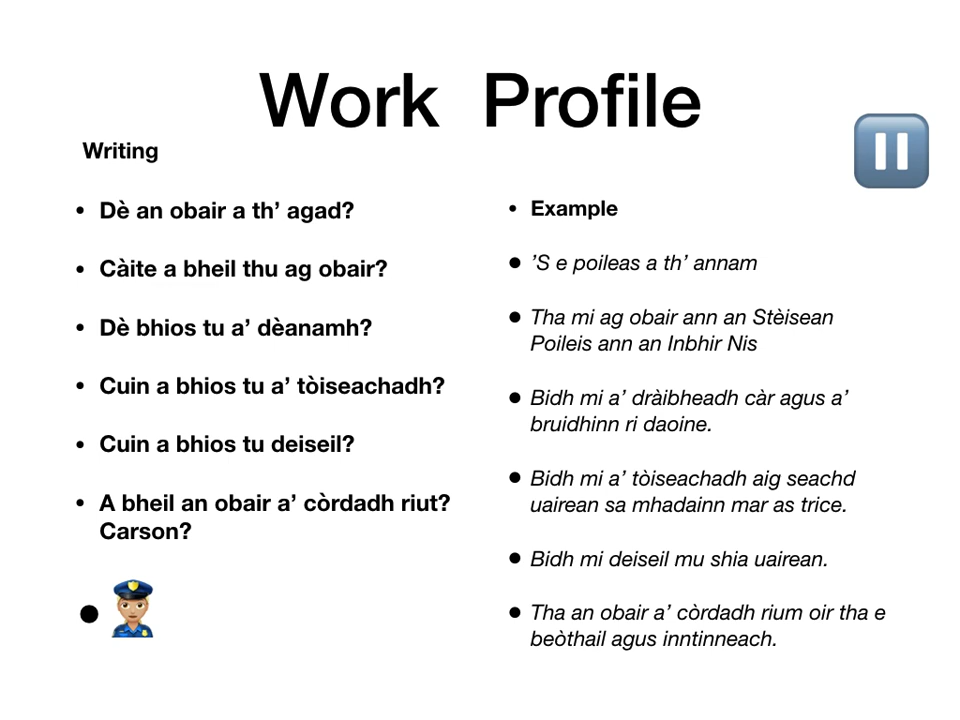 Work Profile
Writing
• Dè an obair a th’ agad?
• Càite a bheil thu ag obair?
• Dè bhios tu a’ dèanamh?
• Cuin a bhios tu a’ tòiseachadh?
• Cuin a bhios tu deiseil?
• A bheil an obair a’ còrdadh riut?
Carson?
• Example
• ’S e poileas a th’ annam
• Tha mi ag obair ann an Stèisean
Poileis ann an Inbhir Nis
• Bidh mi a’ dràibheadh càr agus a’
bruidhinn ri daoine.
• Bidh mi a’ tòiseachadh aig seachd
uairean sa mhadainn mar as trice.
• Bidh mi deiseil mu shia uairean.
• Tha an obair a’ còrdadh rium oir tha e
beòthail agus inntinneach.